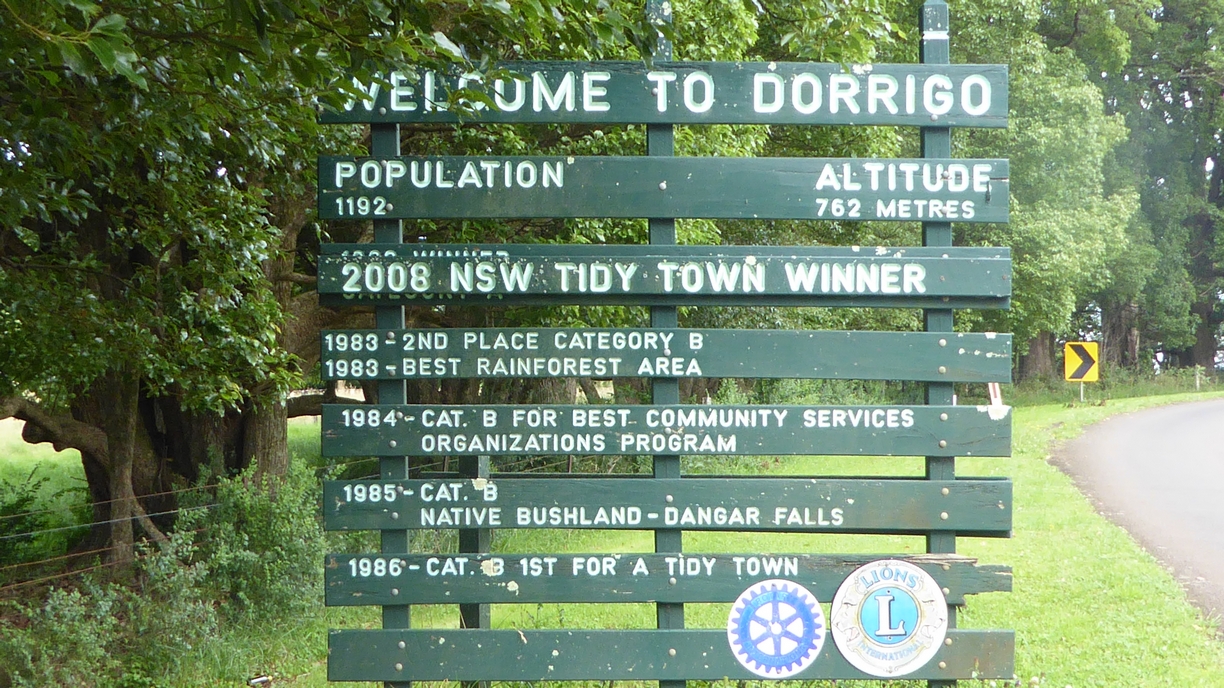 WELCOME TO DORRIGO
POPULATION ALTITUDE
1192 762 METRES
2008 NSW TIDY TOWN WINNER
1983-2ND PLACE CATEGORY B
1983-BEST RAINFOREST AREA
1984-CAT. B FOR BEST COMMUNITY SERVICES
ORGANIZATIONS PROGRAM
1985-CAT. B
NATIVE BUSHLAND-DANGAR FALLS
1986-CAT. B 1ST FOR A TIDY TOWN
LIONS
L
INTERNATIONAL